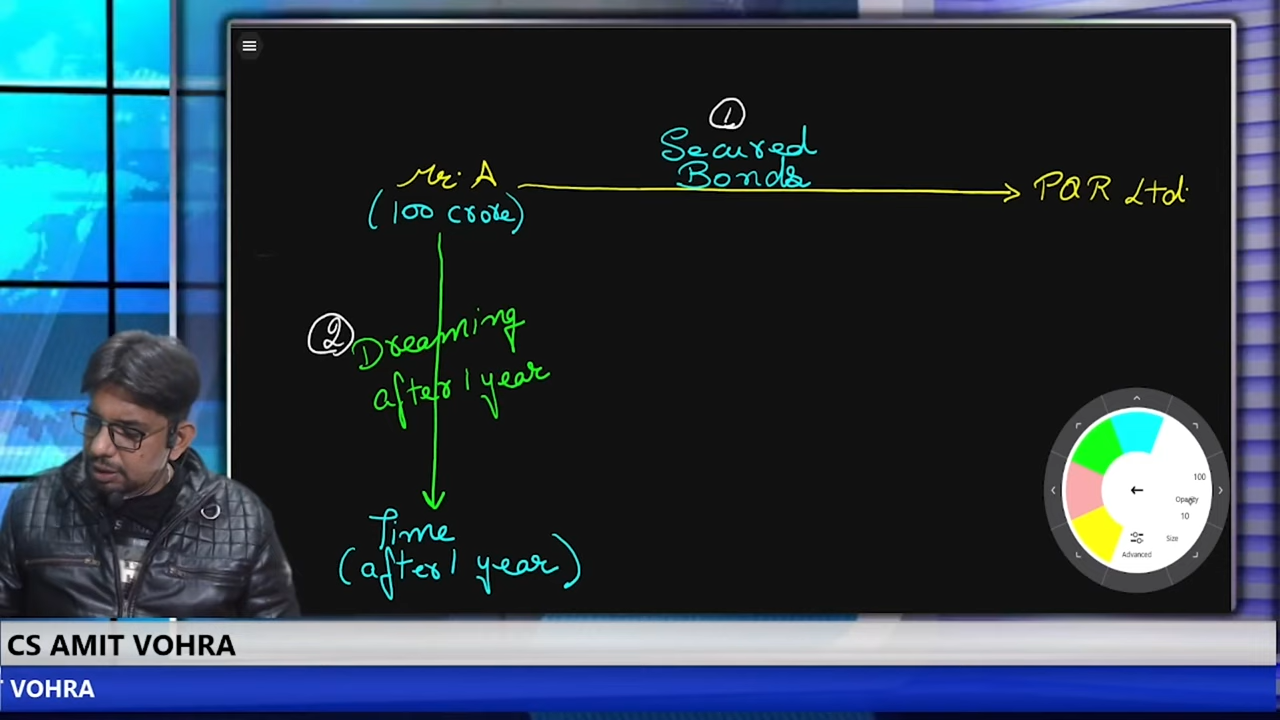 1
Secured
Bonds
Mr. A
PQR Ltd.
(100 crore)
2
Dreaming
after 1 year
Time
(after 1 year)
100
Opacity
10
Size
Advanced
CS AMIT VOHRA
VOHRA